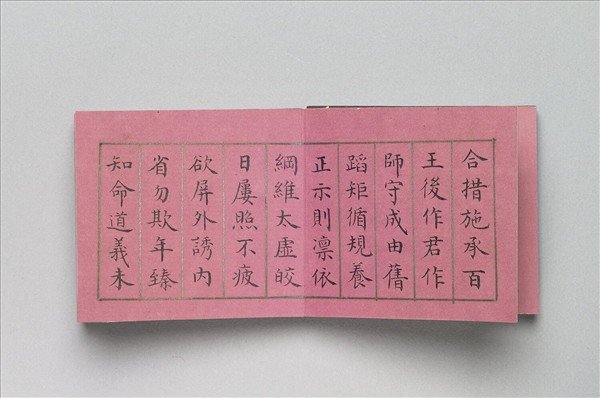 合措施承百
王後作君作
師守成由舊
蹈矩循規養
正示則凛依
綱維太虛皎
日屢照不疲
欲屏外誘内
省勿欺年臻
知命道義未